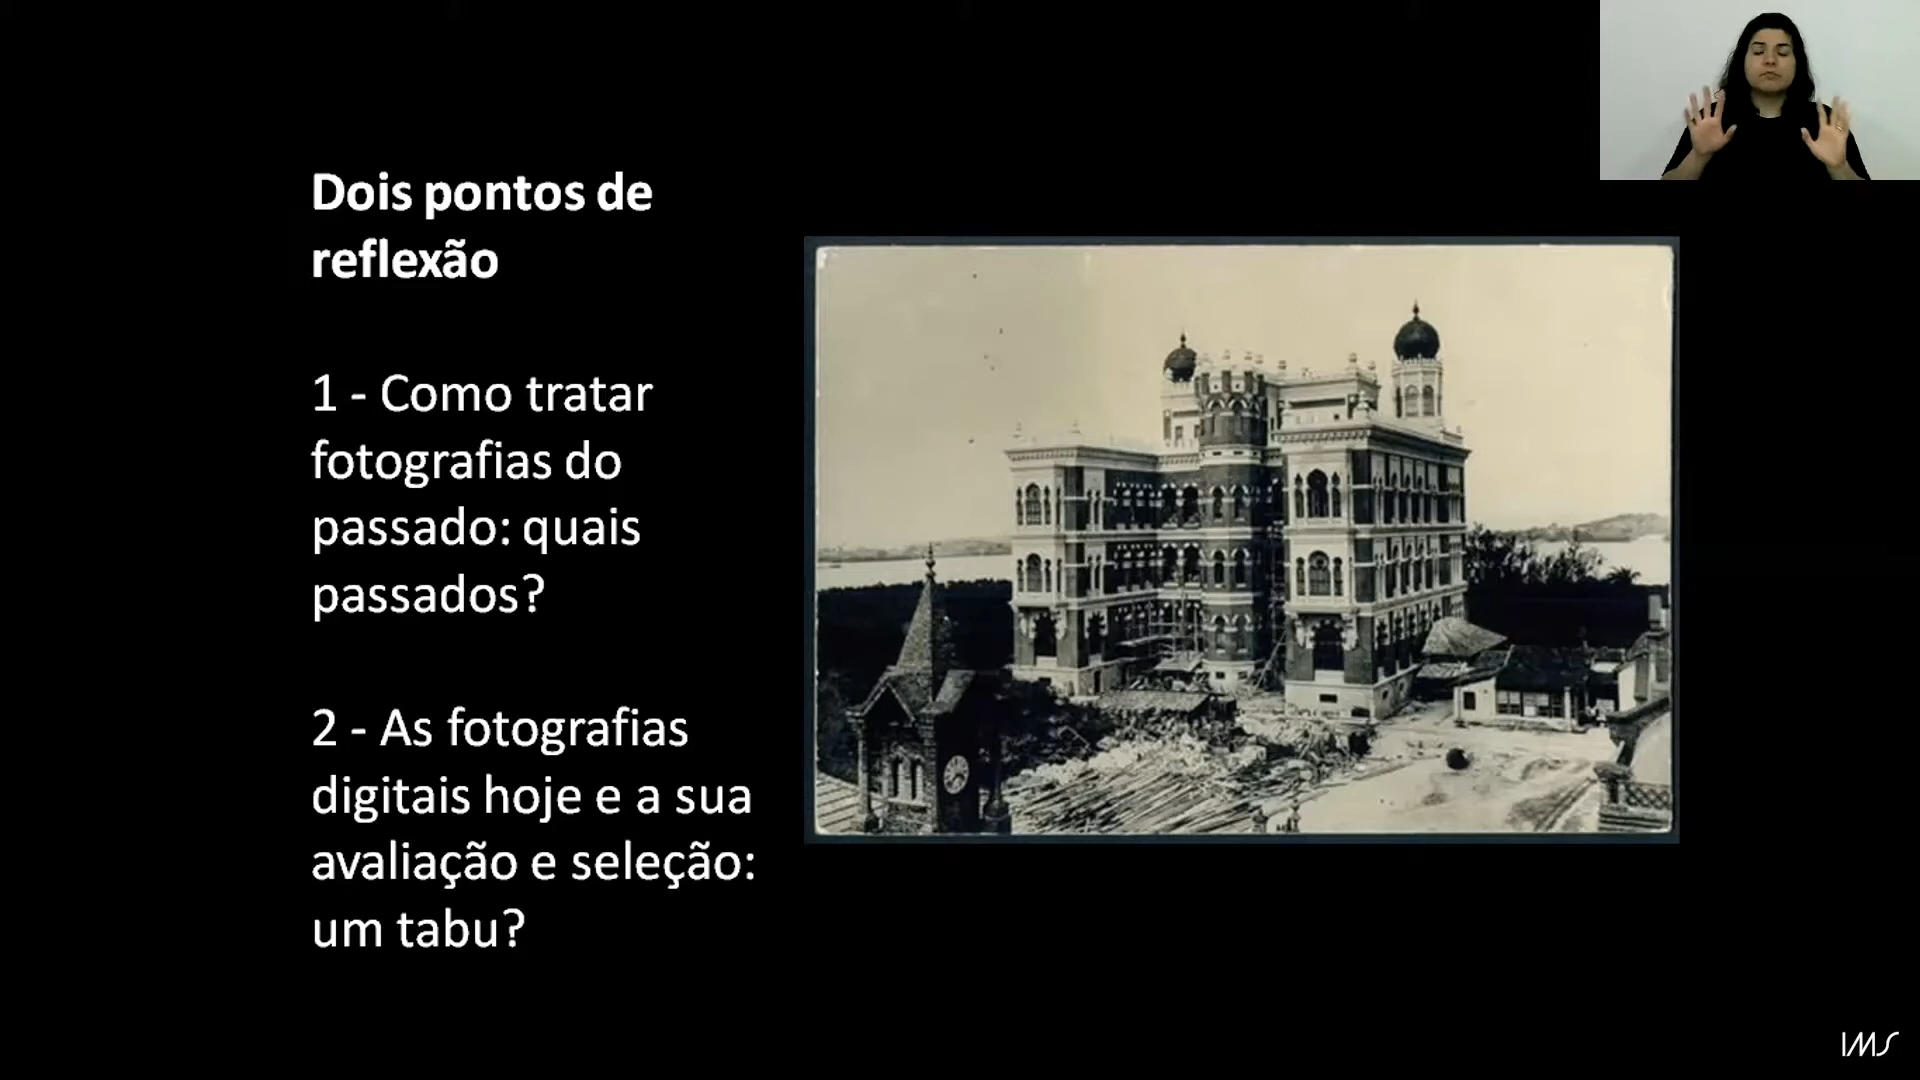 Dois pontos de
reflexão
1 - Como tratar
fotografias do
passado: quais
passados?
2 - As fotografias
digitais hoje e a sua
avaliação e seleção:
um tabu?
IMS